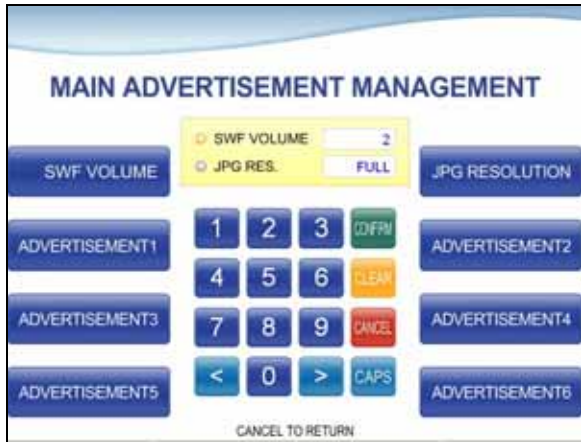 MAIN ADVERTISEMENT MANAGEMENT
SWF VOLUME 2
JPG RES. FULL
SWF VOLUME
JPG RESOLUTION
1 2 3 CONFRM
ADVERTISEMENT1
ADVERTISEMENT2
4 5 6 CLEAR
ADVERTISEMENT3
7 8 9 CANCEL
ADVERTISEMENT4
< 0 > CAPS
ADVERTISEMENT5
ADVERTISEMENT6
CANCEL TO RETURN